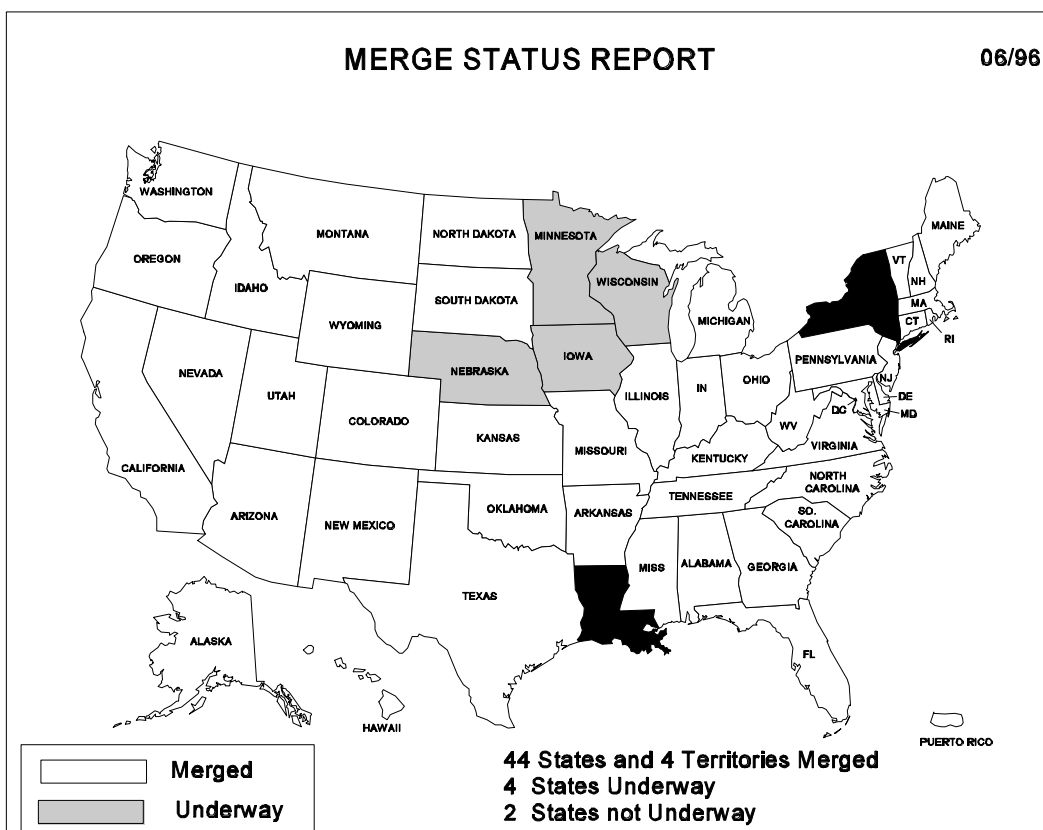 MERGE STATUS REPORT
06/96
WASHINGTON
OREGON
IDAHO
MONTANA
WYOMING
NORTH DAKOTA
SOUTH DAKOTA
MINNESOTA
WISCONSIN
MICHIGAN
MAINE
VT
NH
MA
CT
RI
NEVADA
UTAH
COLORADO
NEBRASKA
KANSAS
IOWA
ILLINOIS
IN
OHIO
PENNSYLVANIA
NJ
DE
MD
DC
WV
VIRGINIA
CALIFORNIA
ARIZONA
NEW MEXICO
OKLAHOMA
MISSOURI
ARKANSAS
KENTUCKY
TENNESSEE
NORTH
CAROLINA
SO.
CAROLINA
TEXAS
MISS
ALABAMA
GEORGIA
FL
ALASKA
HAWAII
PUERTO RICO
Merged
Underway
44 States and 4 Territories Merged
4 States Underway
2 States not Underway